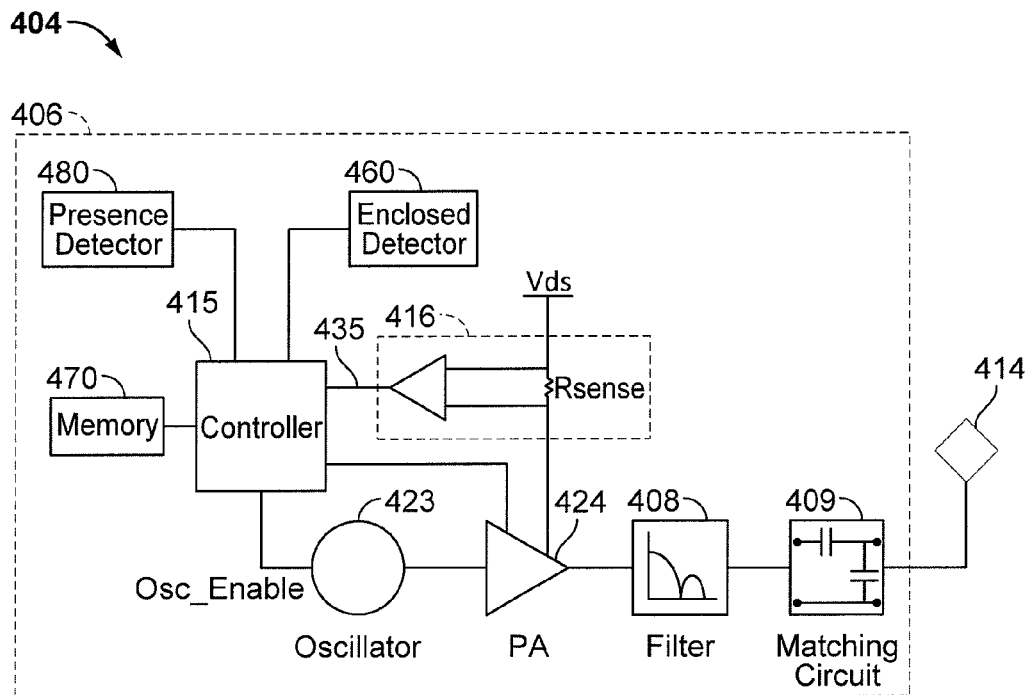 404
406
480
Presence
Detector
460
Enclosed
Detector
Vds
415
435
416
Rsense
470
Memory
Controller
414
423
424
408
409
Osc_Enable
Oscillator
PA
Filter
Matching
Circuit